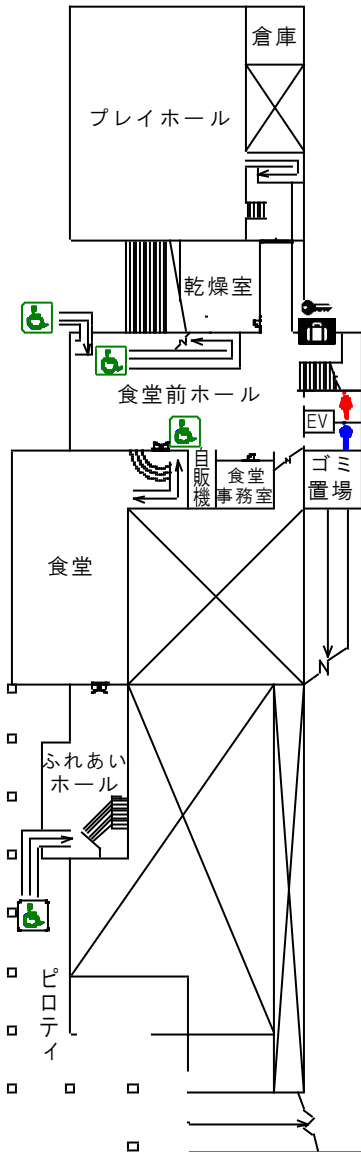 倉庫
プレイホール
乾燥室
食堂前ホール
EV
自販機
食堂
事務室
ゴミ
置場
食堂
N
ふれあい
ホール
ピロティ